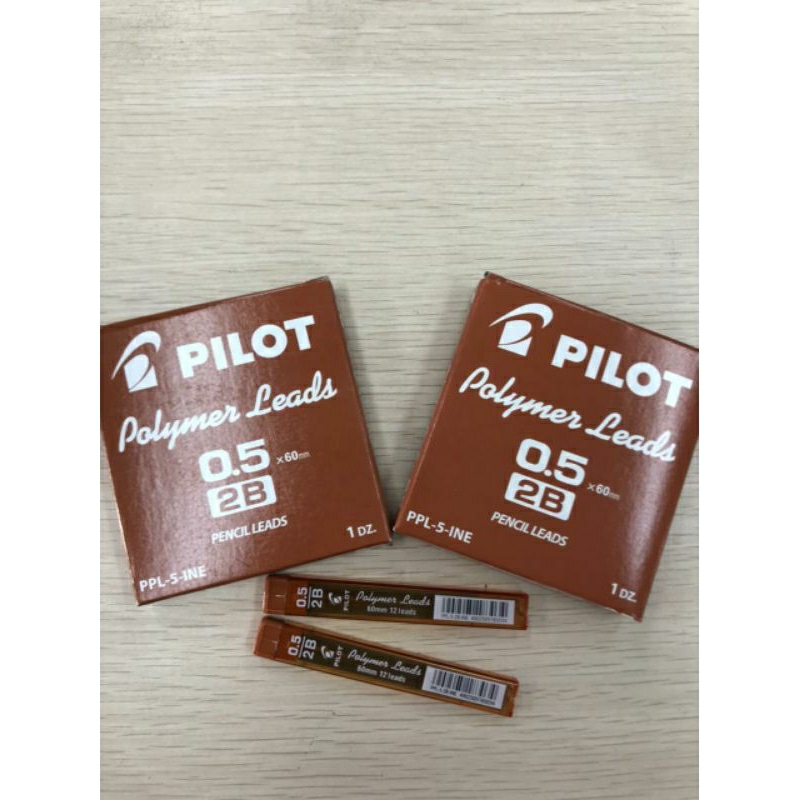 PILOT
Polymer Leads
0.5 ×60mm
2B
PENCIL LEADS
1 DZ.
PPL-5-INE
PILOT
Polymer Leads
0.5 ×60mm
2B
PENCIL LEADS
PPL-5-INE
1 DZ.
0.5
2B
PILOT
Polymer Leads
60mm 12 leads
0.5
2B
PILOT
Polymer Leads
60mm 12 leads